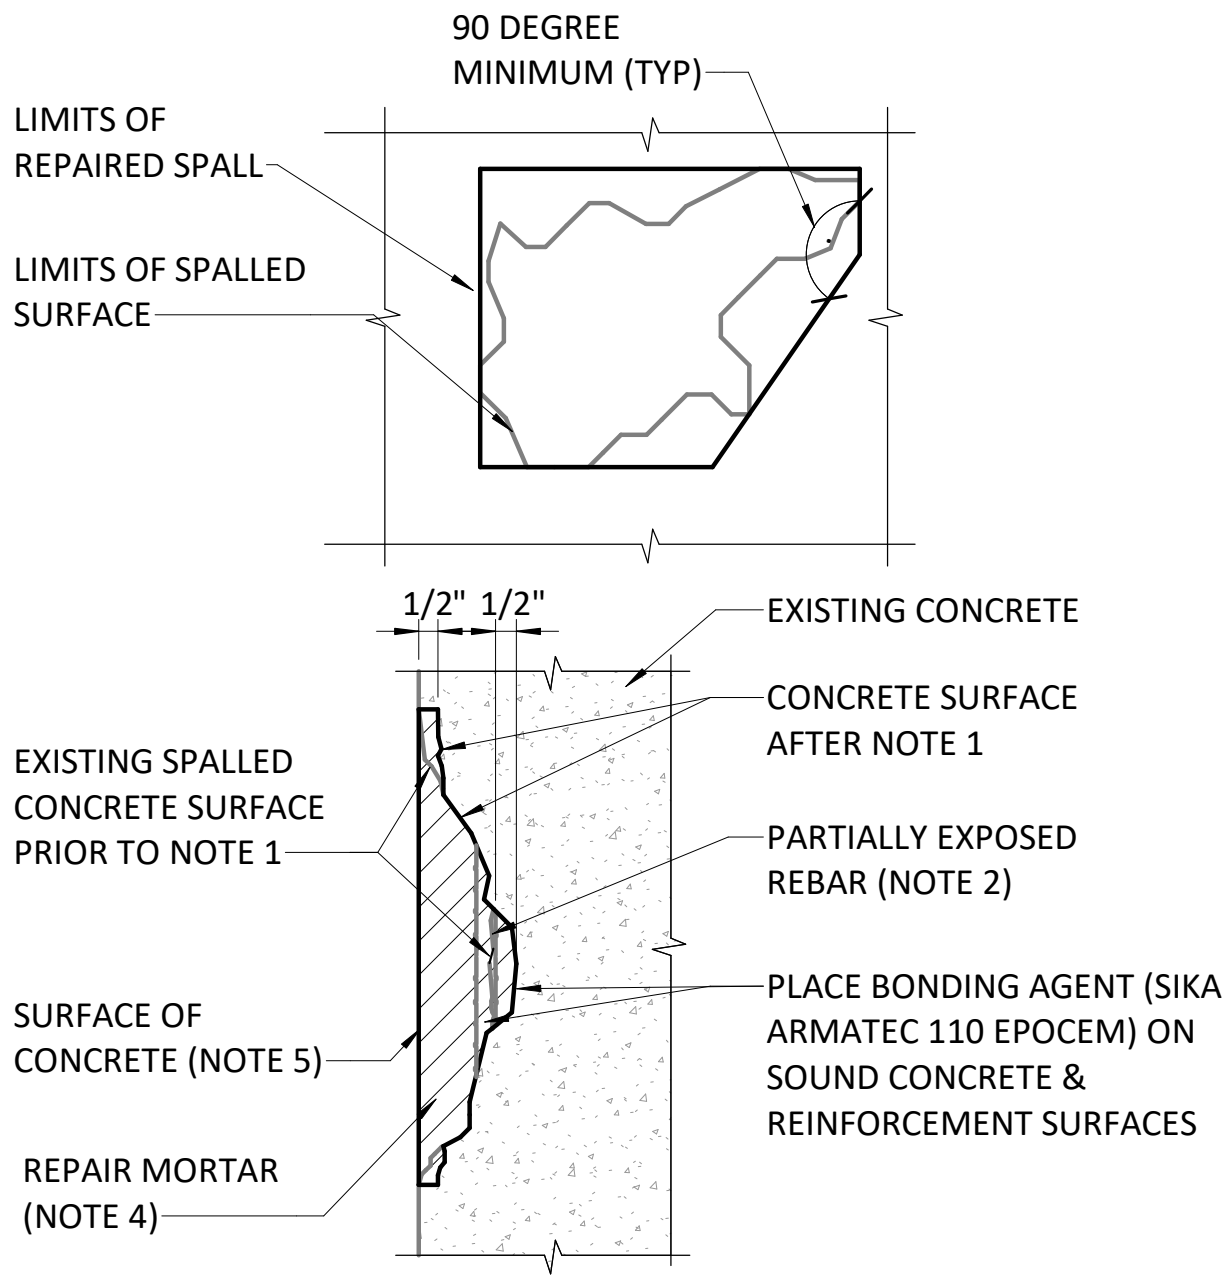 90 DEGREE
MINIMUM (TYP)
LIMITS OF
REPAIRED SPALL
LIMITS OF SPALLED
SURFACE
1/2" 1/2"
EXISTING CONCRETE
CONCRETE SURFACE
AFTER NOTE 1
EXISTING SPALLED
CONCRETE SURFACE
PRIOR TO NOTE 1
PARTIALLY EXPOSED
REBAR (NOTE 2)
PLACE BONDING AGENT (SIKA
ARMATEC 110 EPOCEM) ON
SOUND CONCRETE &
REINFORCEMENT SURFACES
SURFACE OF
CONCRETE (NOTE 5)
REPAIR MORTAR
(NOTE 4)